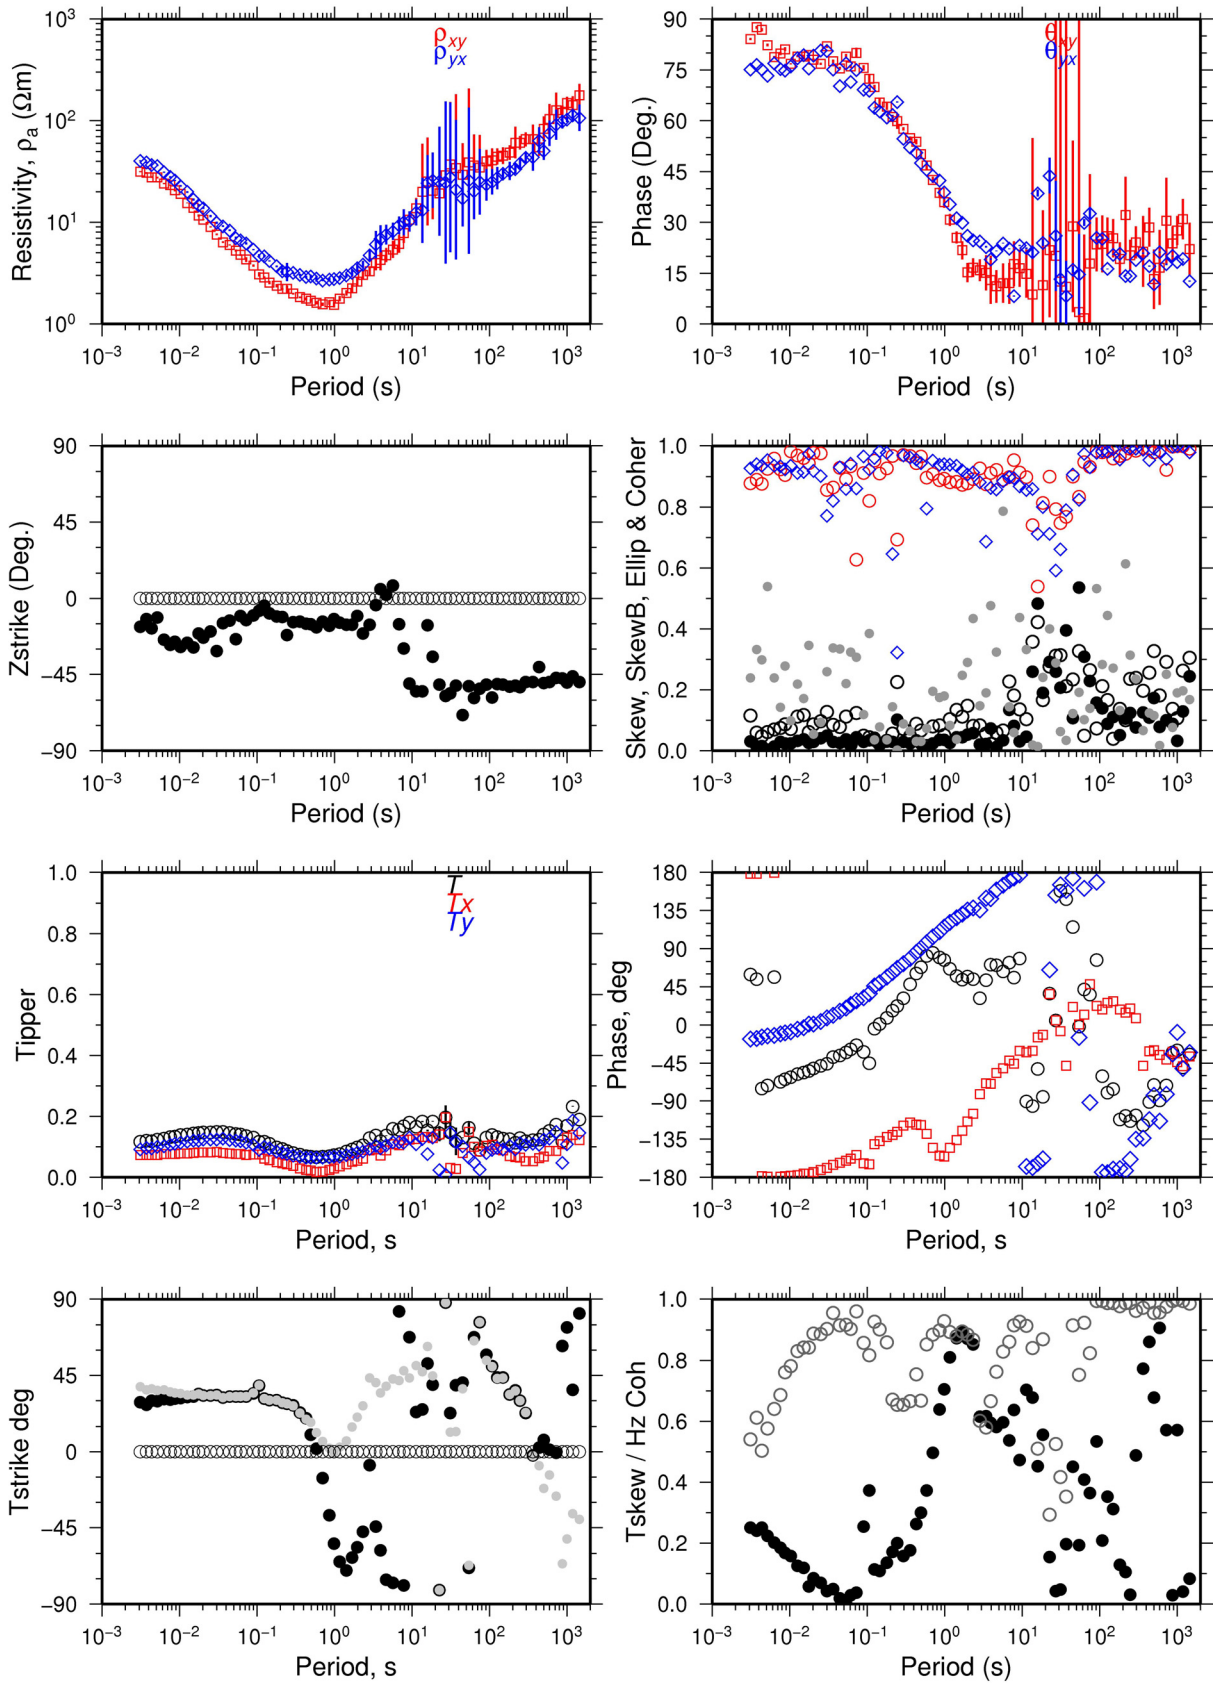 Resistivity, ρa (Ωm)
10³
10²
10¹
10⁰
ρxy
ρyx
10⁻³ 10⁻² 10⁻¹ 10⁰ 10¹ 10² 10³
Period (s)
Phase (Deg.)
90
75
60
45
30
15
0
θxy
θyx
10⁻³ 10⁻² 10⁻¹ 10⁰ 10¹ 10² 10³
Period (s)
Zstrike (Deg.)
90
45
0
−45
−90
10⁻³ 10⁻² 10⁻¹ 10⁰ 10¹ 10² 10³
Period (s)
Skew, SkewB, Ellip & Coher
1.0
0.8
0.6
0.4
0.2
0.0
10⁻³ 10⁻² 10⁻¹ 10⁰ 10¹ 10² 10³
Period (s)
Tipper
1.0
0.8
0.6
0.4
0.2
0.0
T
Tx
Ty
10⁻³ 10⁻² 10⁻¹ 10⁰ 10¹ 10² 10³
Period, s
Phase, deg
180
135
90
45
0
−45
−90
−135
−180
10⁻³ 10⁻² 10⁻¹ 10⁰ 10¹ 10² 10³
Period, s
Tstrike deg
90
45
0
−45
−90
10⁻³ 10⁻² 10⁻¹ 10⁰ 10¹ 10² 10³
Period, s
Tskew / Hz Coh
1.0
0.8
0.6
0.4
0.2
0.0
10⁻³ 10⁻² 10⁻¹ 10⁰ 10¹ 10² 10³
Period (s)